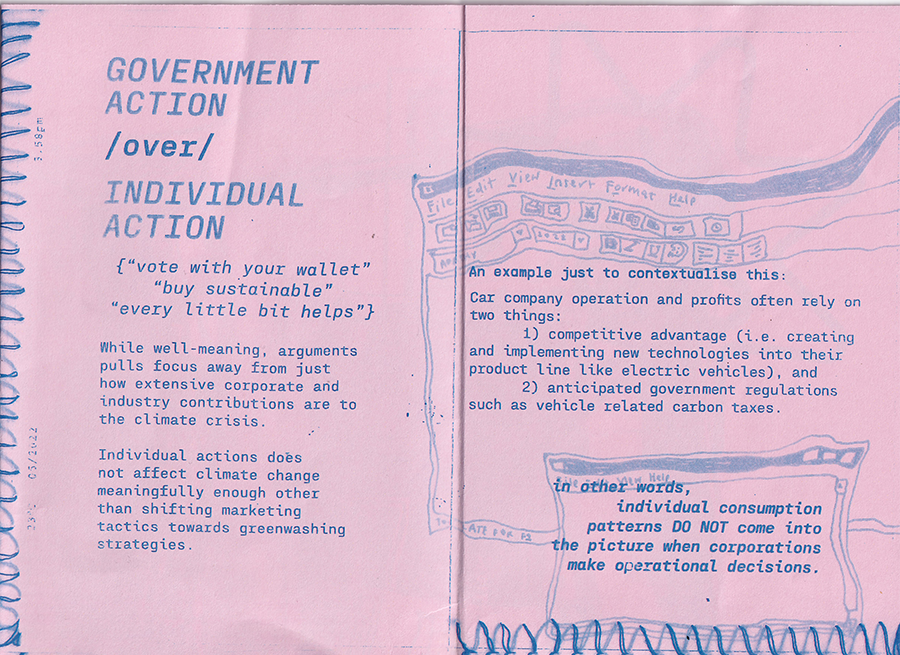 GOVERNMENT
ACTION
/over/
INDIVIDUAL
ACTION
{“vote with your wallet”
“buy sustainable”
“every little bit helps”}
While well-meaning, arguments
pulls focus away from just
how extensive corporate and
industry contributions are to
the climate crisis.
Individual actions does
not affect climate change
meaningfully enough other
than shifting marketing
tactics towards greenwashing
strategies.
3.58pm
05/2022
File Edit View Insert Format Help
2022
An example just to contextualise this:
Car company operation and profits often rely on
two things:
1) competitive advantage (i.e. creating
and implementing new technologies into their
product line like electric vehicles), and
2) anticipated government regulations
such as vehicle related carbon taxes.
File Edit View Help
in other words,
individual consumption
patterns DO NOT come into
the picture when corporations
make operational decisions.